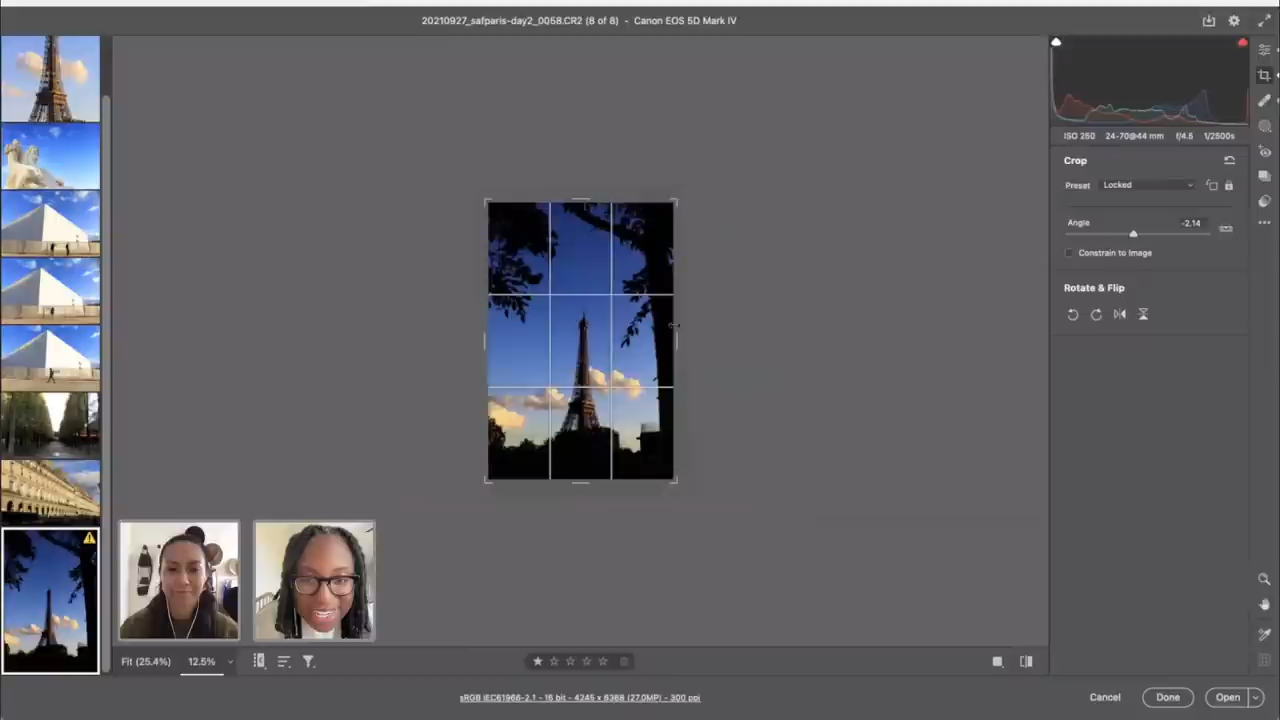 20210927_safparis-day2_0058.CR2 (8 of 8) - Canon EOS 5D Mark IV
ISO 250 24-70@44 mm f/4.5 1/2500s
Crop
Preset Locked
Angle -2.14
Constrain to Image
Rotate & Flip
Fit (25.4%) 12.5%
sRGB IEC61966-2.1 - 16 bit - 4245 x 6368 (27.0MP) - 300 ppi
Cancel Done Open